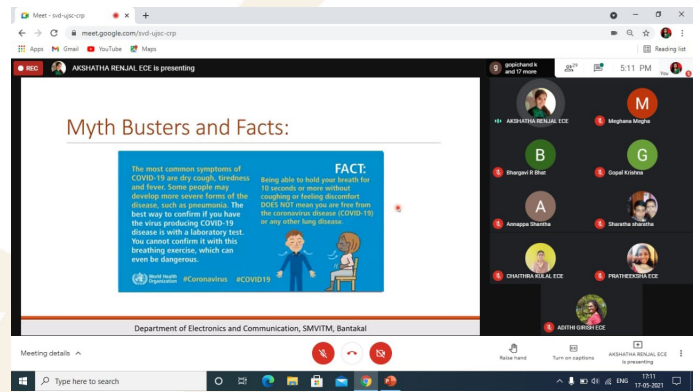 Meet - svd-ujsc-crp
meet.google.com/svd-ujsc-crp
Apps Gmail YouTube Maps Reading list
REC AKSHATHA RENJAL ECE is presenting
g gopichand k
and 17 more
29
5:11 PM
You
Myth Busters and Facts:
The most common symptoms of
COVID-19 are dry cough, tiredness
and fever. Some people may
develop more severe forms of the
disease, such as pneumonia. The
best way to confirm if you have
the virus producing COVID-19
disease is with a laboratory test.
You cannot confirm it with this
breathing exercise, which can
even be dangerous.
FACT:
Being able to hold your breath for
10 seconds or more without
coughing or feeling discomfort
DOES NOT mean you are free from
the coronavirus disease (COVID-19)
or any other lung disease.
World Health
Organization
#Coronavirus #COVID19
Department of Electronics and Communication, SMVITM, Bantakal
AKSHATHA RENJAL ECE
M
Meghana Megha
B
Bhargavi R Bhat
G
Gopal Krishna
A
Annappa Shantha
Sharatha sharatha
CHAITHRA KULAL ECE
PRATHEEKSHA ECE
ADITHI GIRISH ECE
Meeting details
Raise hand
Turn on captions
AKSHATHA RENJAL ECE
is presenting
Type here to search
ENG
17:11
17-05-2021